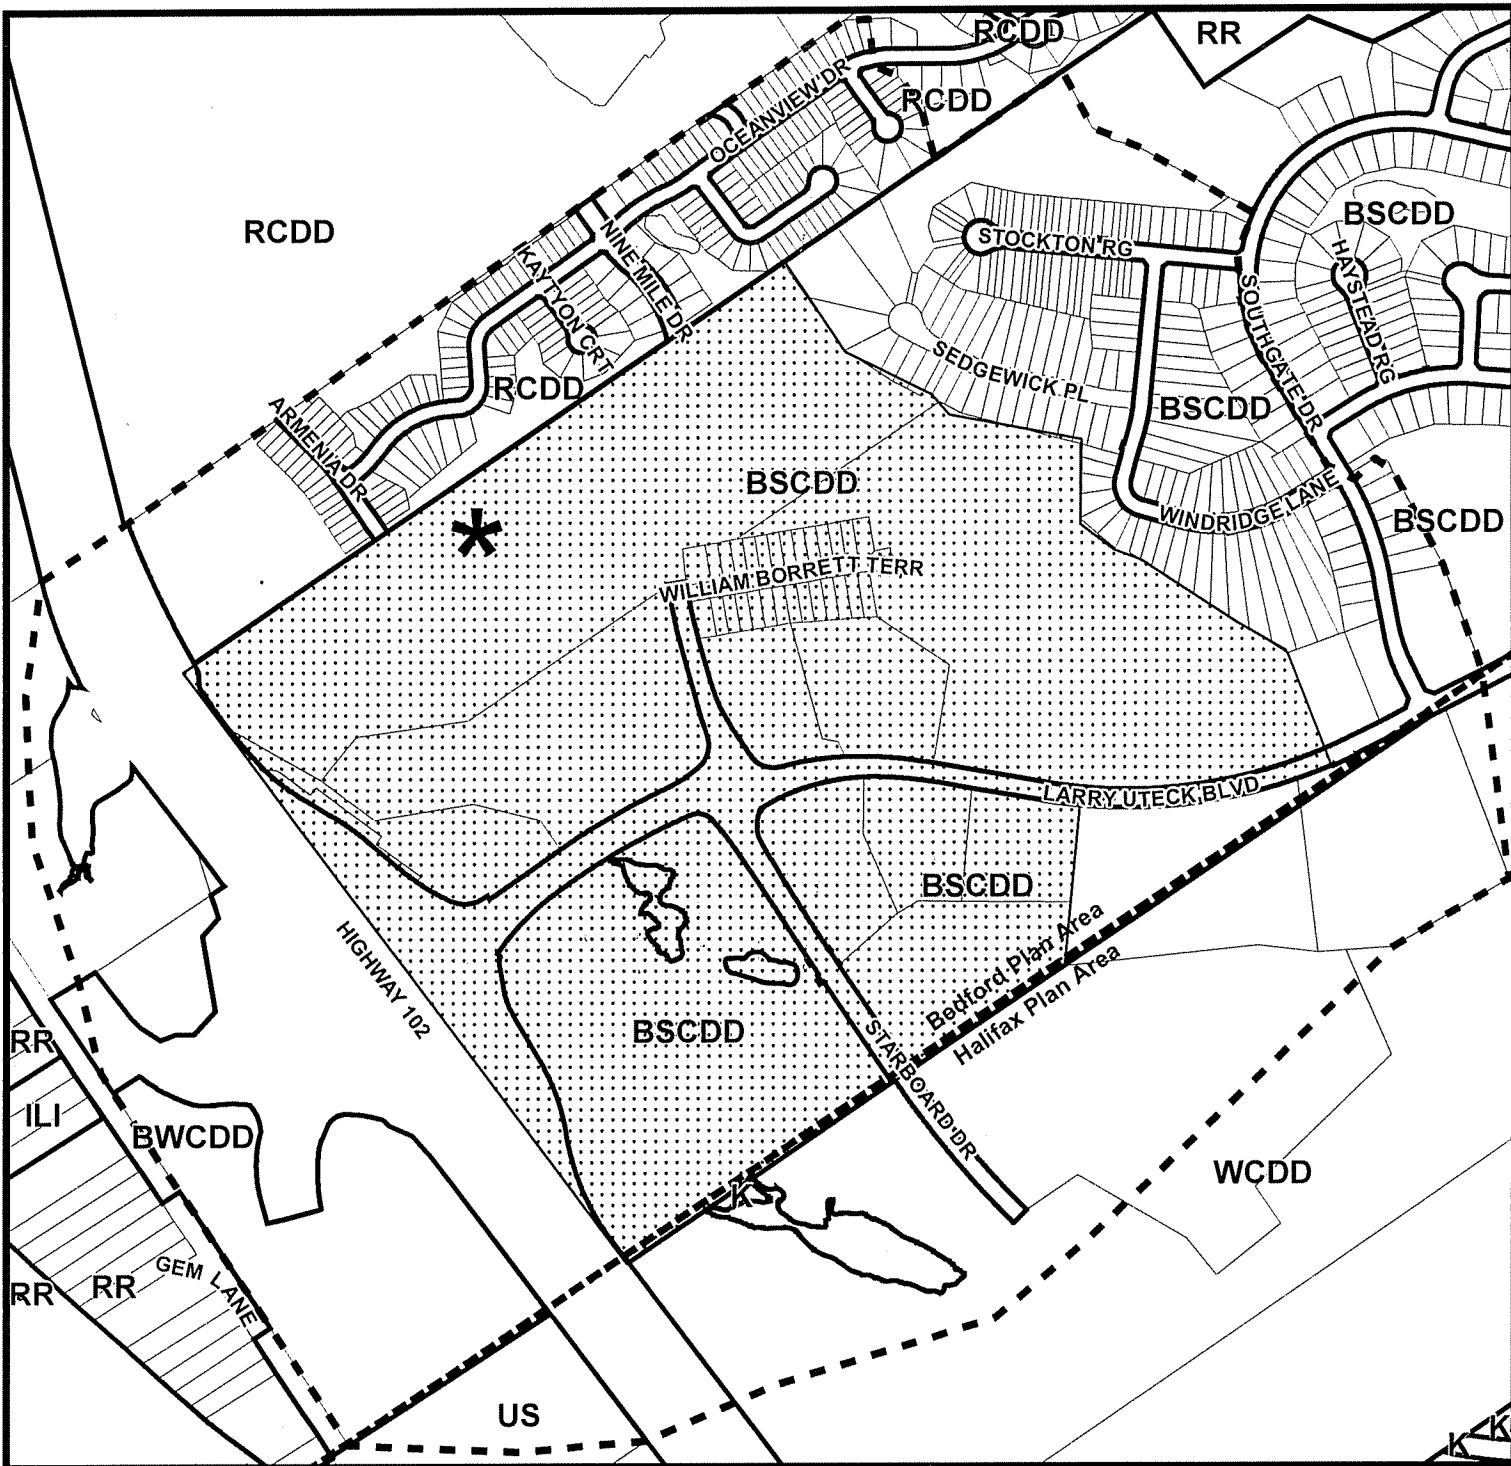 RCDD
RR
OCEANVIEW DR
RCDD
RCDD
BSCDD
NINE MILE DR
STOCKTON RG
KAYTYON CRT
HAYSTEAD RG
SOUTHGATE DR
SEDGEWICK PL
RCDD
BSCDD
ARMENIA DR
BSCDD
WINDRIDGE LANE
BSCDD
*
WILLIAM BORRETT TERR
LARRY UTECK BLVD
BSCDD
HIGHWAY 102
Bedford Plan Area
Halifax Plan Area
BSCDD
STARBOARD DR
RR
ILI
BWCDD
WCDD
K
GEM LANE
RR
RR
US
K
K